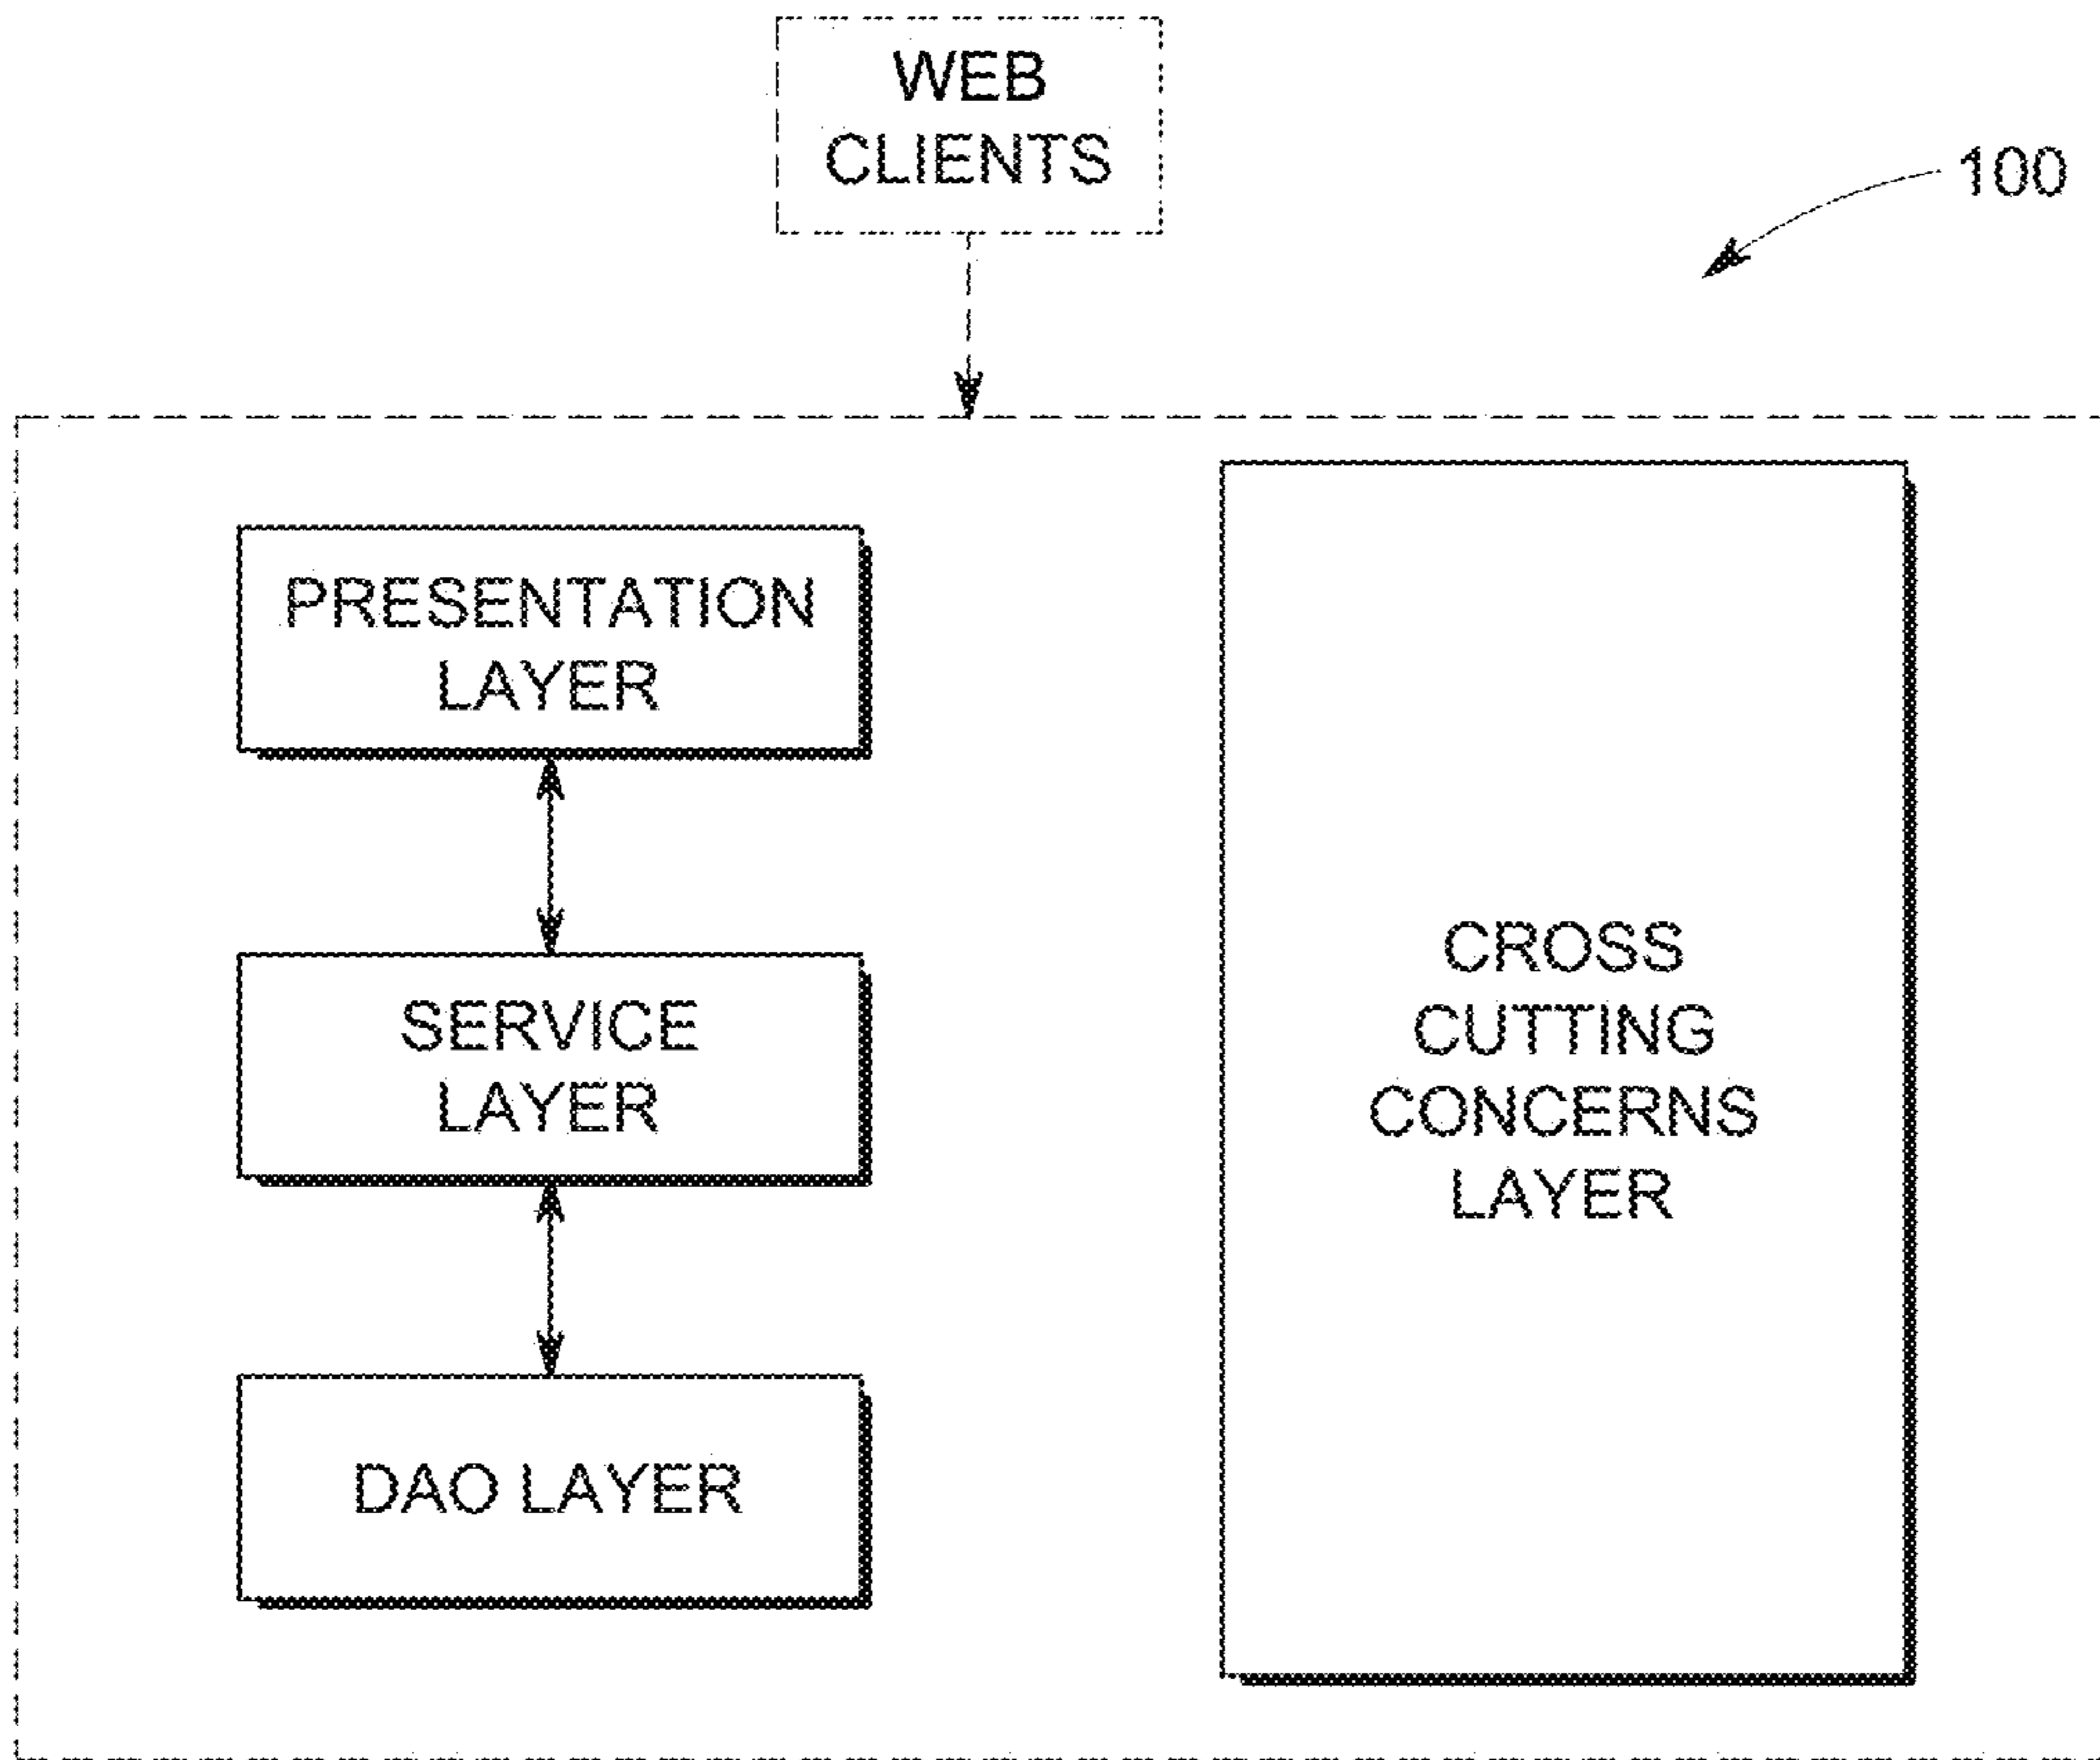 WEB
CLIENTS
100
PRESENTATION
LAYER
SERVICE
LAYER
DAO LAYER
CROSS
CUTTING
CONCERNS
LAYER